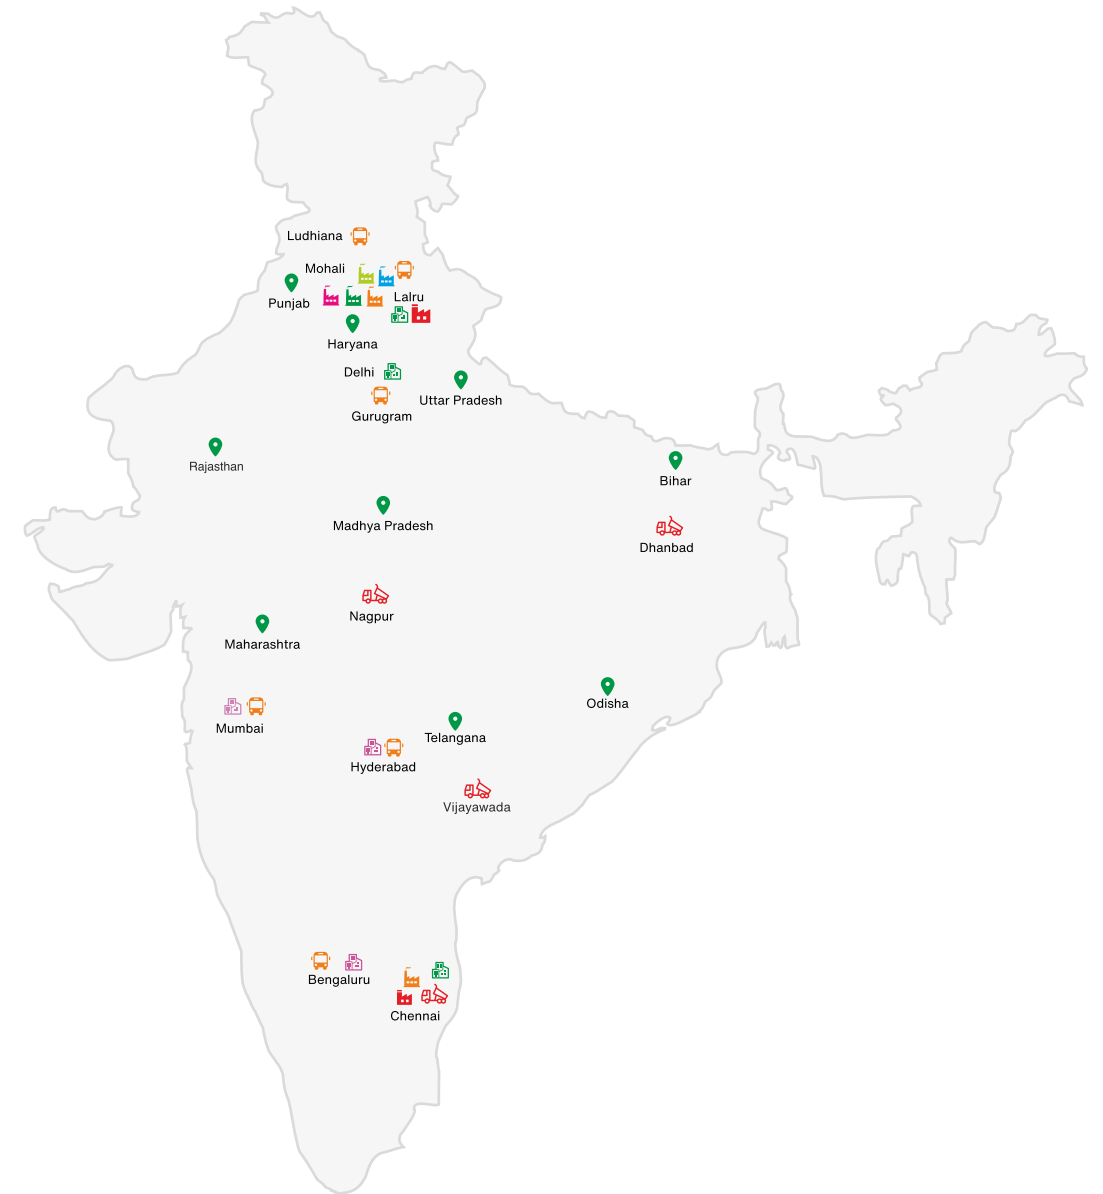 Ludhiana
Mohali
Lalru
Punjab
Haryana
Delhi
Uttar Pradesh
Gurugram
Rajasthan
Bihar
Madhya Pradesh
Dhanbad
Nagpur
Maharashtra
Odisha
Mumbai
Telangana
Hyderabad
Vijayawada
Bengaluru
Chennai